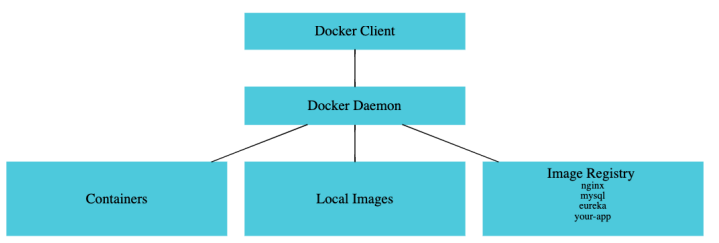 Docker Client
Docker Daemon
Containers
Local Images
Image Registry
nginx
mysql
eureka
your-app